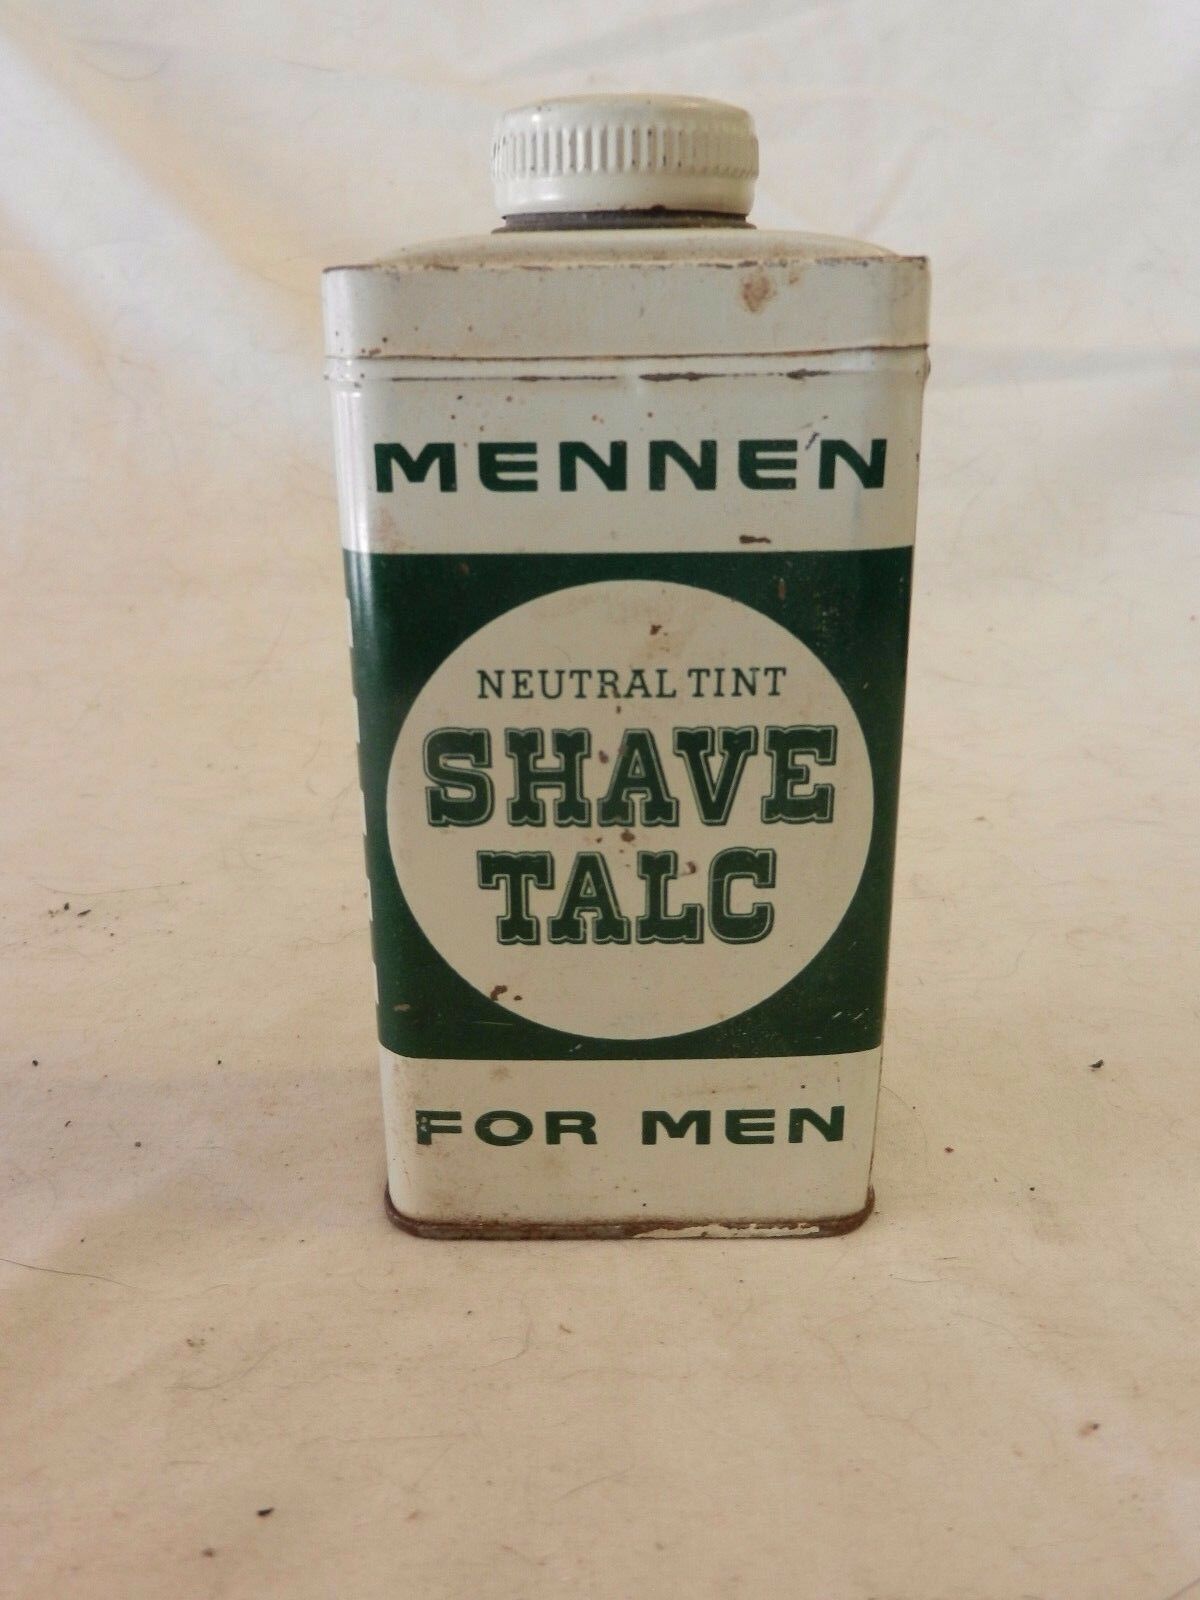 MENNEN
NEUTRAL TINT
SHAVE
TALC
FOR MEN